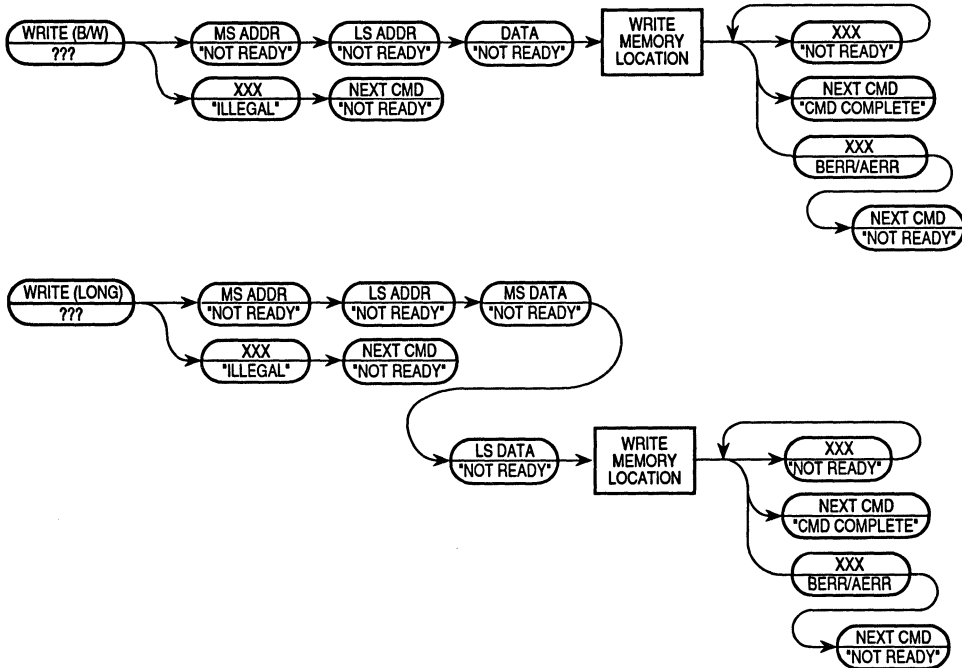 WRITE (B/W)
???
MS ADDR
"NOT READY"
LS ADDR
"NOT READY"
DATA
"NOT READY"
WRITE
MEMORY
LOCATION
XXX
"NOT READY"
XXX
"ILLEGAL"
NEXT CMD
"NOT READY"
NEXT CMD
"CMD COMPLETE"
XXX
BERR/AERR
NEXT CMD
"NOT READY"
WRITE (LONG)
???
MS ADDR
"NOT READY"
LS ADDR
"NOT READY"
MS DATA
"NOT READY"
XXX
"ILLEGAL"
NEXT CMD
"NOT READY"
LS DATA
"NOT READY"
WRITE
MEMORY
LOCATION
XXX
"NOT READY"
NEXT CMD
"CMD COMPLETE"
XXX
BERR/AERR
NEXT CMD
"NOT READY"